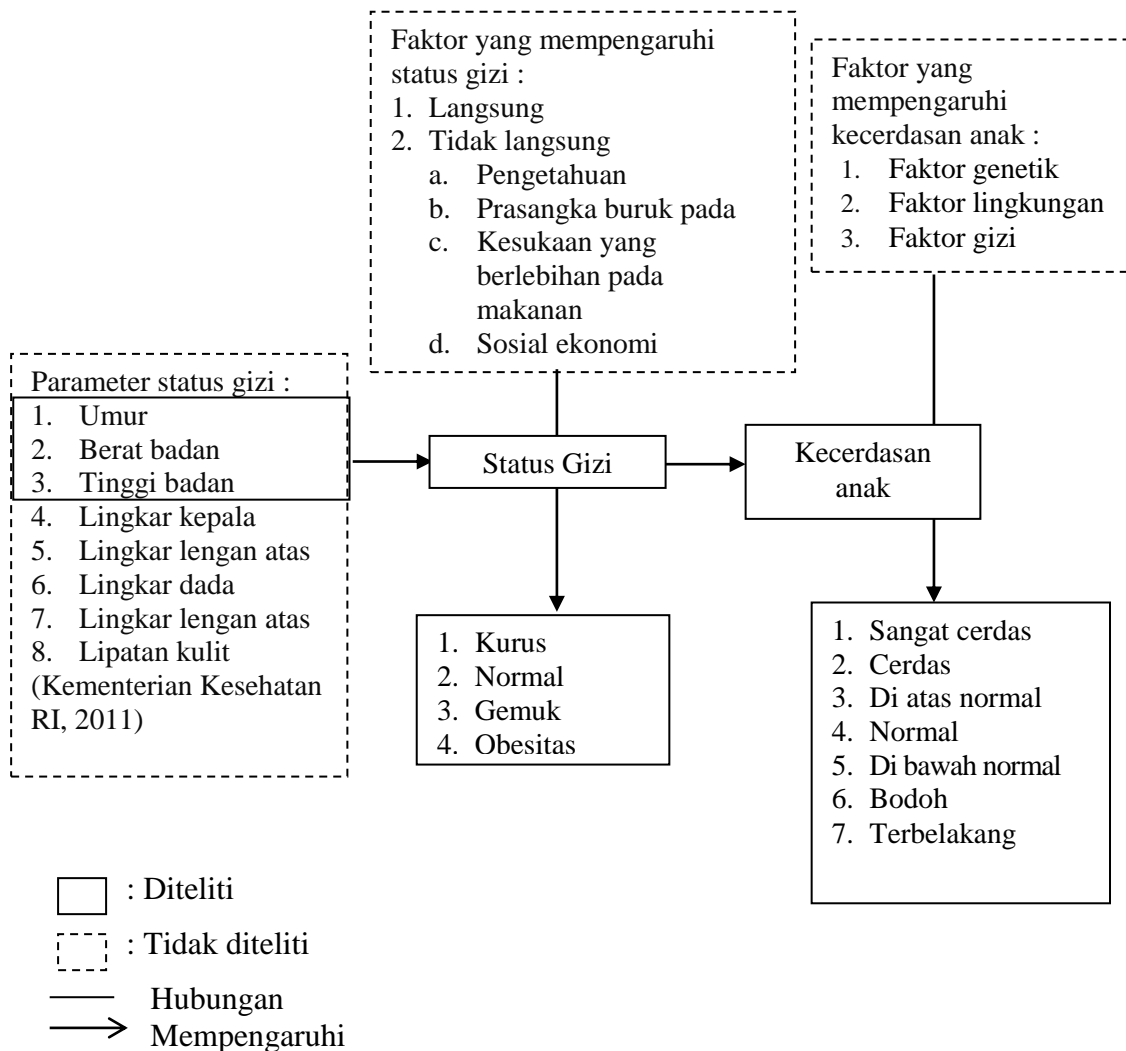 Faktor yang mempengaruhi
status gizi :
1. Langsung
2. Tidak langsung
a. Pengetahuan
b. Prasangka buruk pada
c. Kesukaan yang
berlebihan pada
makanan
d. Sosial ekonomi
Faktor yang
mempengaruhi
kecerdasan anak :
1. Faktor genetik
2. Faktor lingkungan
3. Faktor gizi
Parameter status gizi :
1. Umur
2. Berat badan
3. Tinggi badan
4. Lingkar kepala
5. Lingkar lengan atas
6. Lingkar dada
7. Lingkar lengan atas
8. Lipatan kulit
(Kementerian Kesehatan
RI, 2011)
Status Gizi
Kecerdasan
anak
1. Kurus
2. Normal
3. Gemuk
4. Obesitas
1. Sangat cerdas
2. Cerdas
3. Di atas normal
4. Normal
5. Di bawah normal
6. Bodoh
7. Terbelakang
: Diteliti
: Tidak diteliti
Hubungan
Mempengaruhi